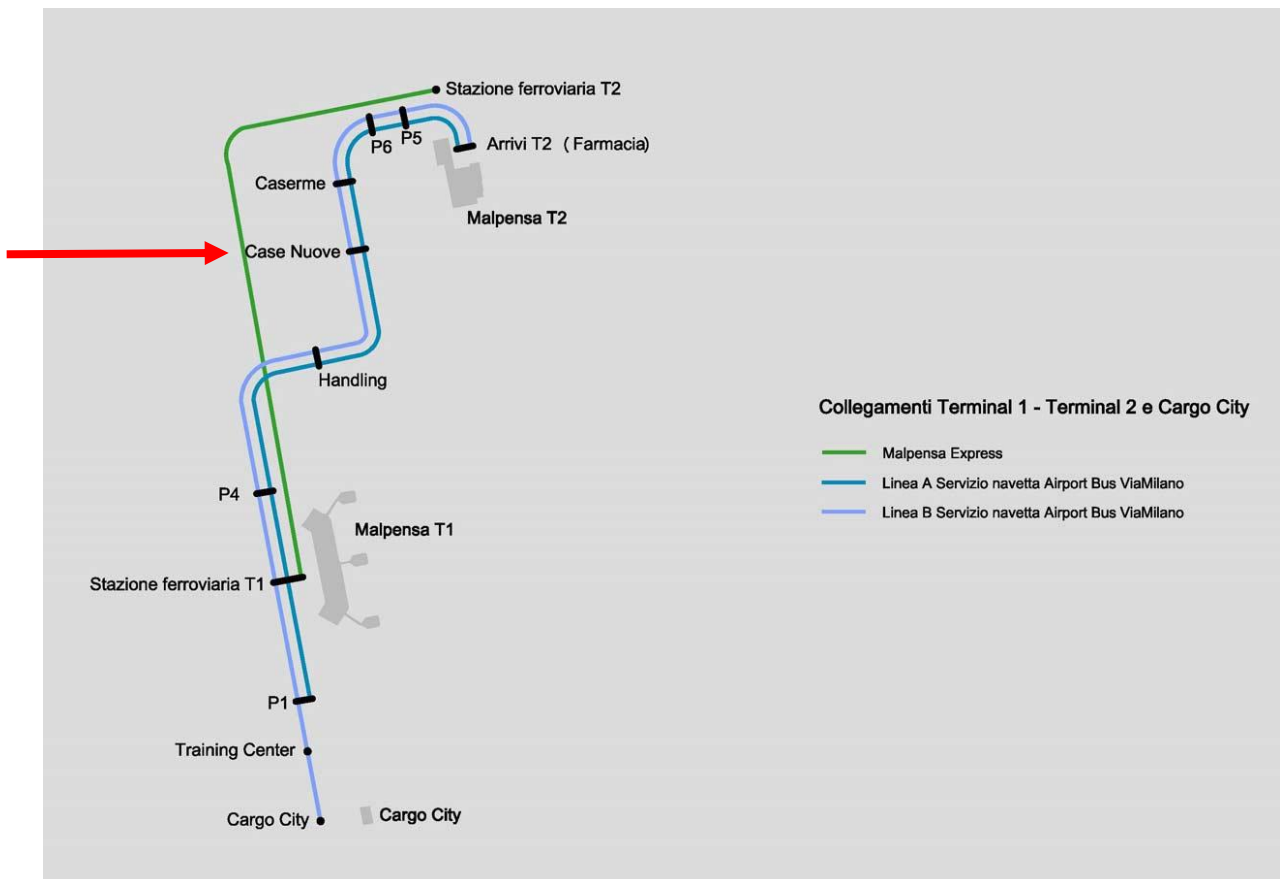 Stazione ferroviaria T2
P6
P5
Arrivi T2 ( Farmacia)
Caserme
Malpensa T2
Case Nuove
Handling
Collegamenti Terminal 1 - Terminal 2 e Cargo City
Malpensa Express
Linea A Servizio navetta Airport Bus ViaMilano
Linea B Servizio navetta Airport Bus ViaMilano
P4
Malpensa T1
Stazione ferroviaria T1
P1
Training Center
Cargo City
Cargo City